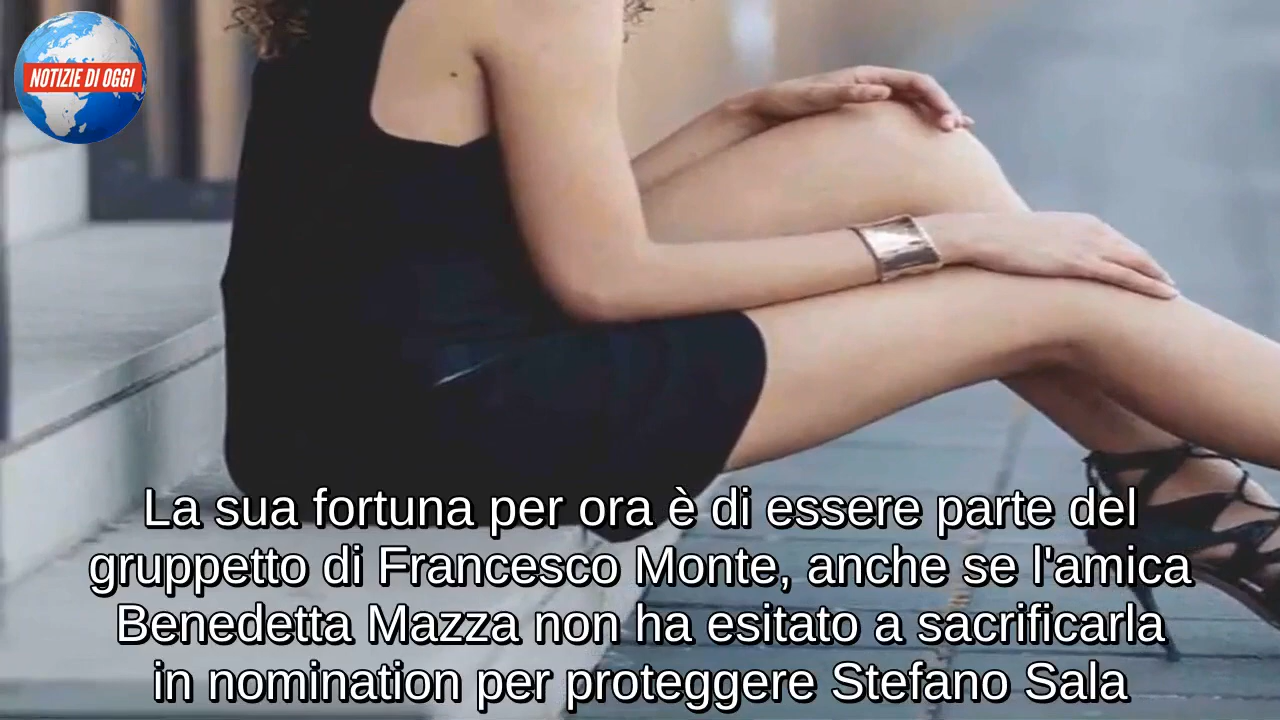 NOTIZIE DI OGGI
La sua fortuna per ora è di essere parte del
gruppetto di Francesco Monte, anche se l'amica
Benedetta Mazza non ha esitato a sacrificarla
in nomination per proteggere Stefano Sala